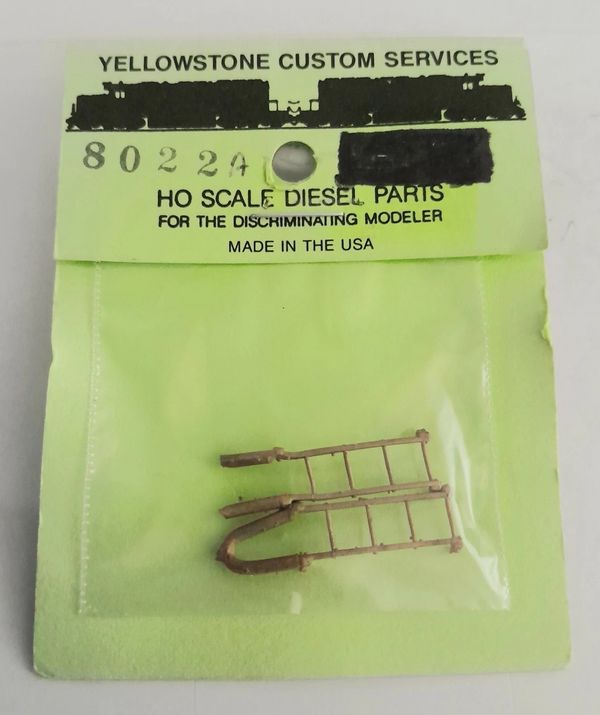 YELLOWSTONE CUSTOM SERVICES
8022A
HO SCALE DIESEL PARTS
FOR THE DISCRIMINATING MODELER
MADE IN THE USA